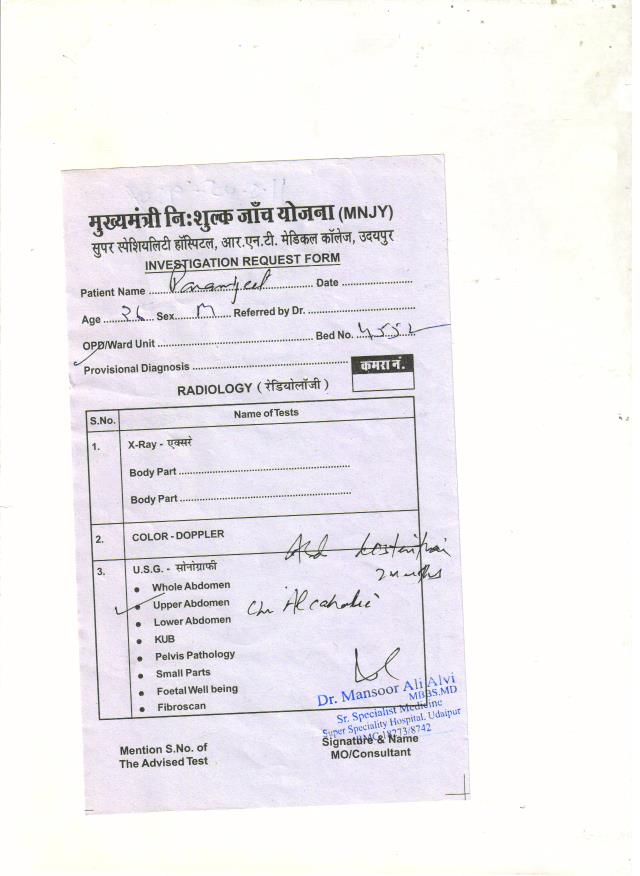 मुख्यमंत्री निःशुल्क जाँच योजना (MNJY)
सुपर स्पेशियलिटी हॉस्पिटल, आर.एन.टी. मेडिकल कॉलेज, उदयपुर
INVESTIGATION REQUEST FORM
Patient Name .......... Date ..........
Age .... 26 .... Sex .... M .... Referred by Dr. ..........
OPD/Ward Unit .......... Bed No. .... 4552 ....
Provisional Diagnosis ..........
कमरा नं.
RADIOLOGY ( रेडियोलॉजी )
S.No. Name of Tests
1. X-Ray - एक्सरे
Body Part ..........
Body Part ..........
2. COLOR - DOPPLER
3. U.S.G. - सोनोग्राफी
• Whole Abdomen
• Upper Abdomen
• Lower Abdomen
• KUB
• Pelvis Pathology
• Small Parts
• Foetal Well being
• Fibroscan
Dr. Mansoor Ali Alvi
MBBS.MD
Sr. Specialist Medicine
Super Speciality Hospital, Udaipur
RMC 18273/8742
Mention S.No. of
The Advised Test
Signature & Name
MO/Consultant